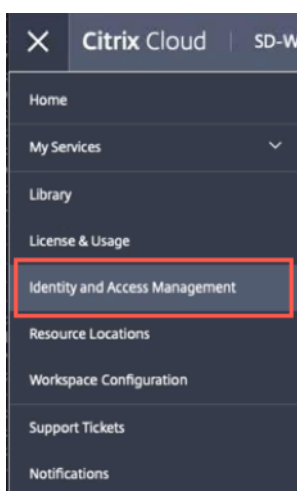 Citrix Cloud SD-W
Home
My Services
Library
License & Usage
Identity and Access Management
Resource Locations
Workspace Configuration
Support Tickets
Notifications